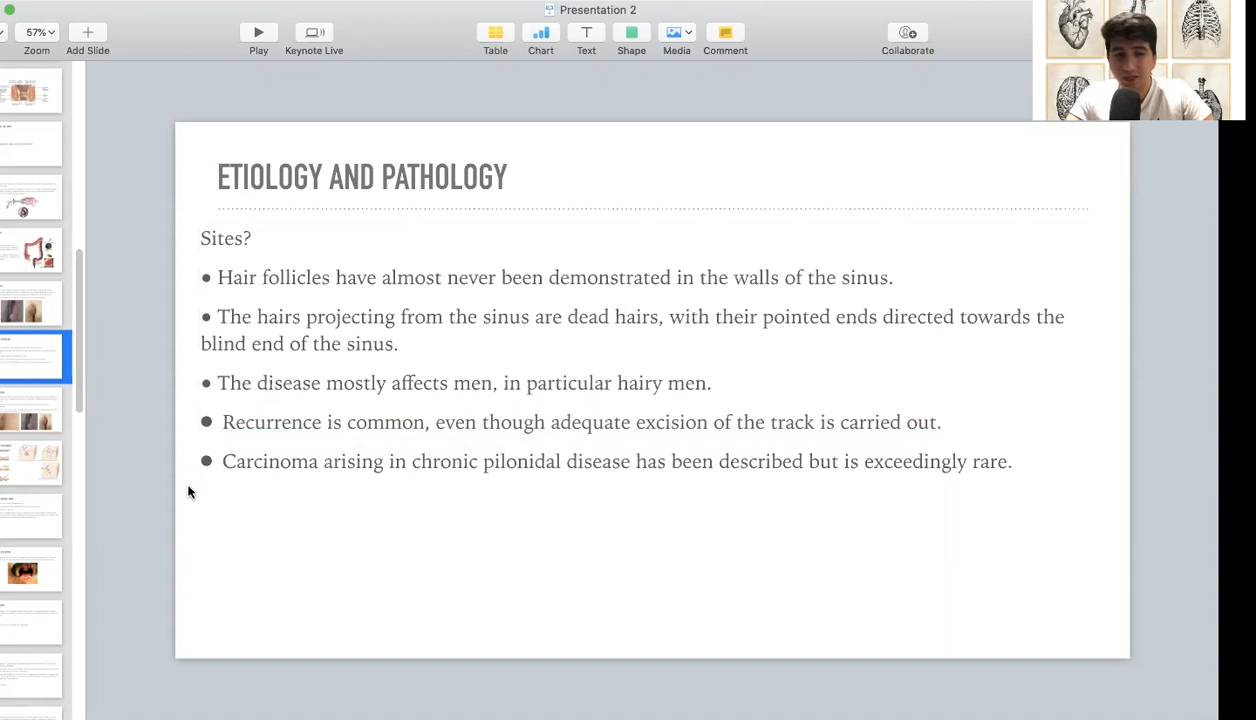 Presentation 2
57%
Zoom
Add Slide
Play
Keynote Live
Table
Chart
Text
Shape
Media
Comment
Collaborate
ETIOLOGY AND PATHOLOGY
Sites?
● Hair follicles have almost never been demonstrated in the walls of the sinus.
● The hairs projecting from the sinus are dead hairs, with their pointed ends directed towards the
blind end of the sinus.
● The disease mostly affects men, in particular hairy men.
● Recurrence is common, even though adequate excision of the track is carried out.
● Carcinoma arising in chronic pilonidal disease has been described but is exceedingly rare.